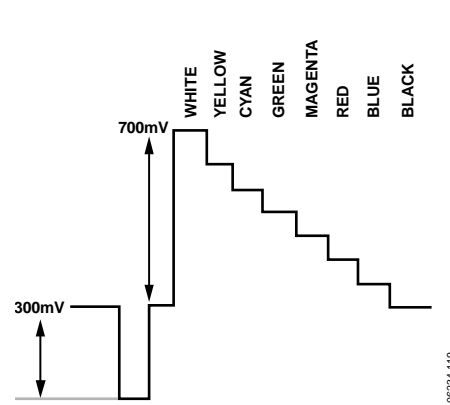 WHITE
YELLOW
CYAN
GREEN
MAGENTA
RED
BLUE
BLACK
700mV
300mV